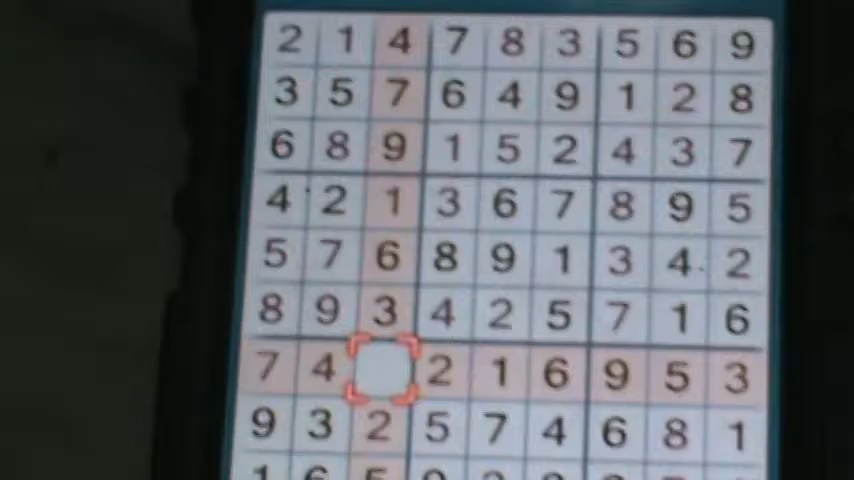 2 1 4 7 8 3 5 6 9
3 5 7 6 4 9 1 2 8
6 8 9 1 5 2 4 3 7
4 2 1 3 6 7 8 9 5
5 7 6 8 9 1 3 4 2
8 9 3 4 2 5 7 1 6
7 4 2 1 6 9 5 3
9 3 2 5 7 4 6 8 1
1 6 5